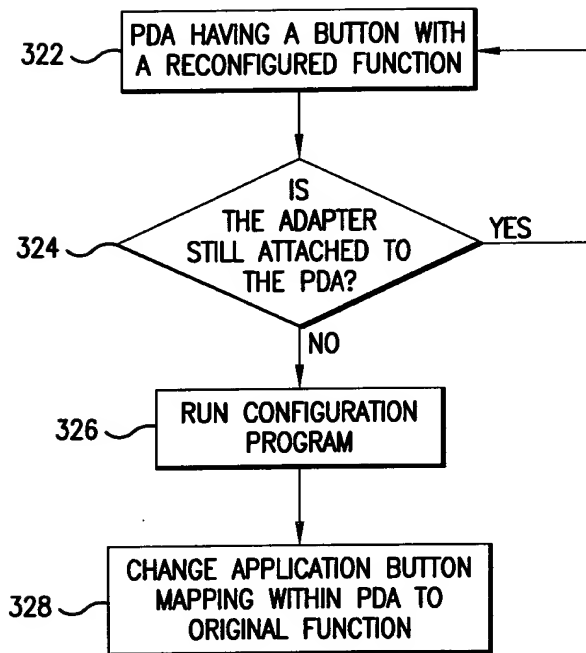 322
PDA HAVING A BUTTON WITH
A RECONFIGURED FUNCTION
324
IS
THE ADAPTER
STILL ATTACHED TO
THE PDA?
YES
NO
326
RUN CONFIGURATION
PROGRAM
328
CHANGE APPLICATION BUTTON
MAPPING WITHIN PDA TO
ORIGINAL FUNCTION